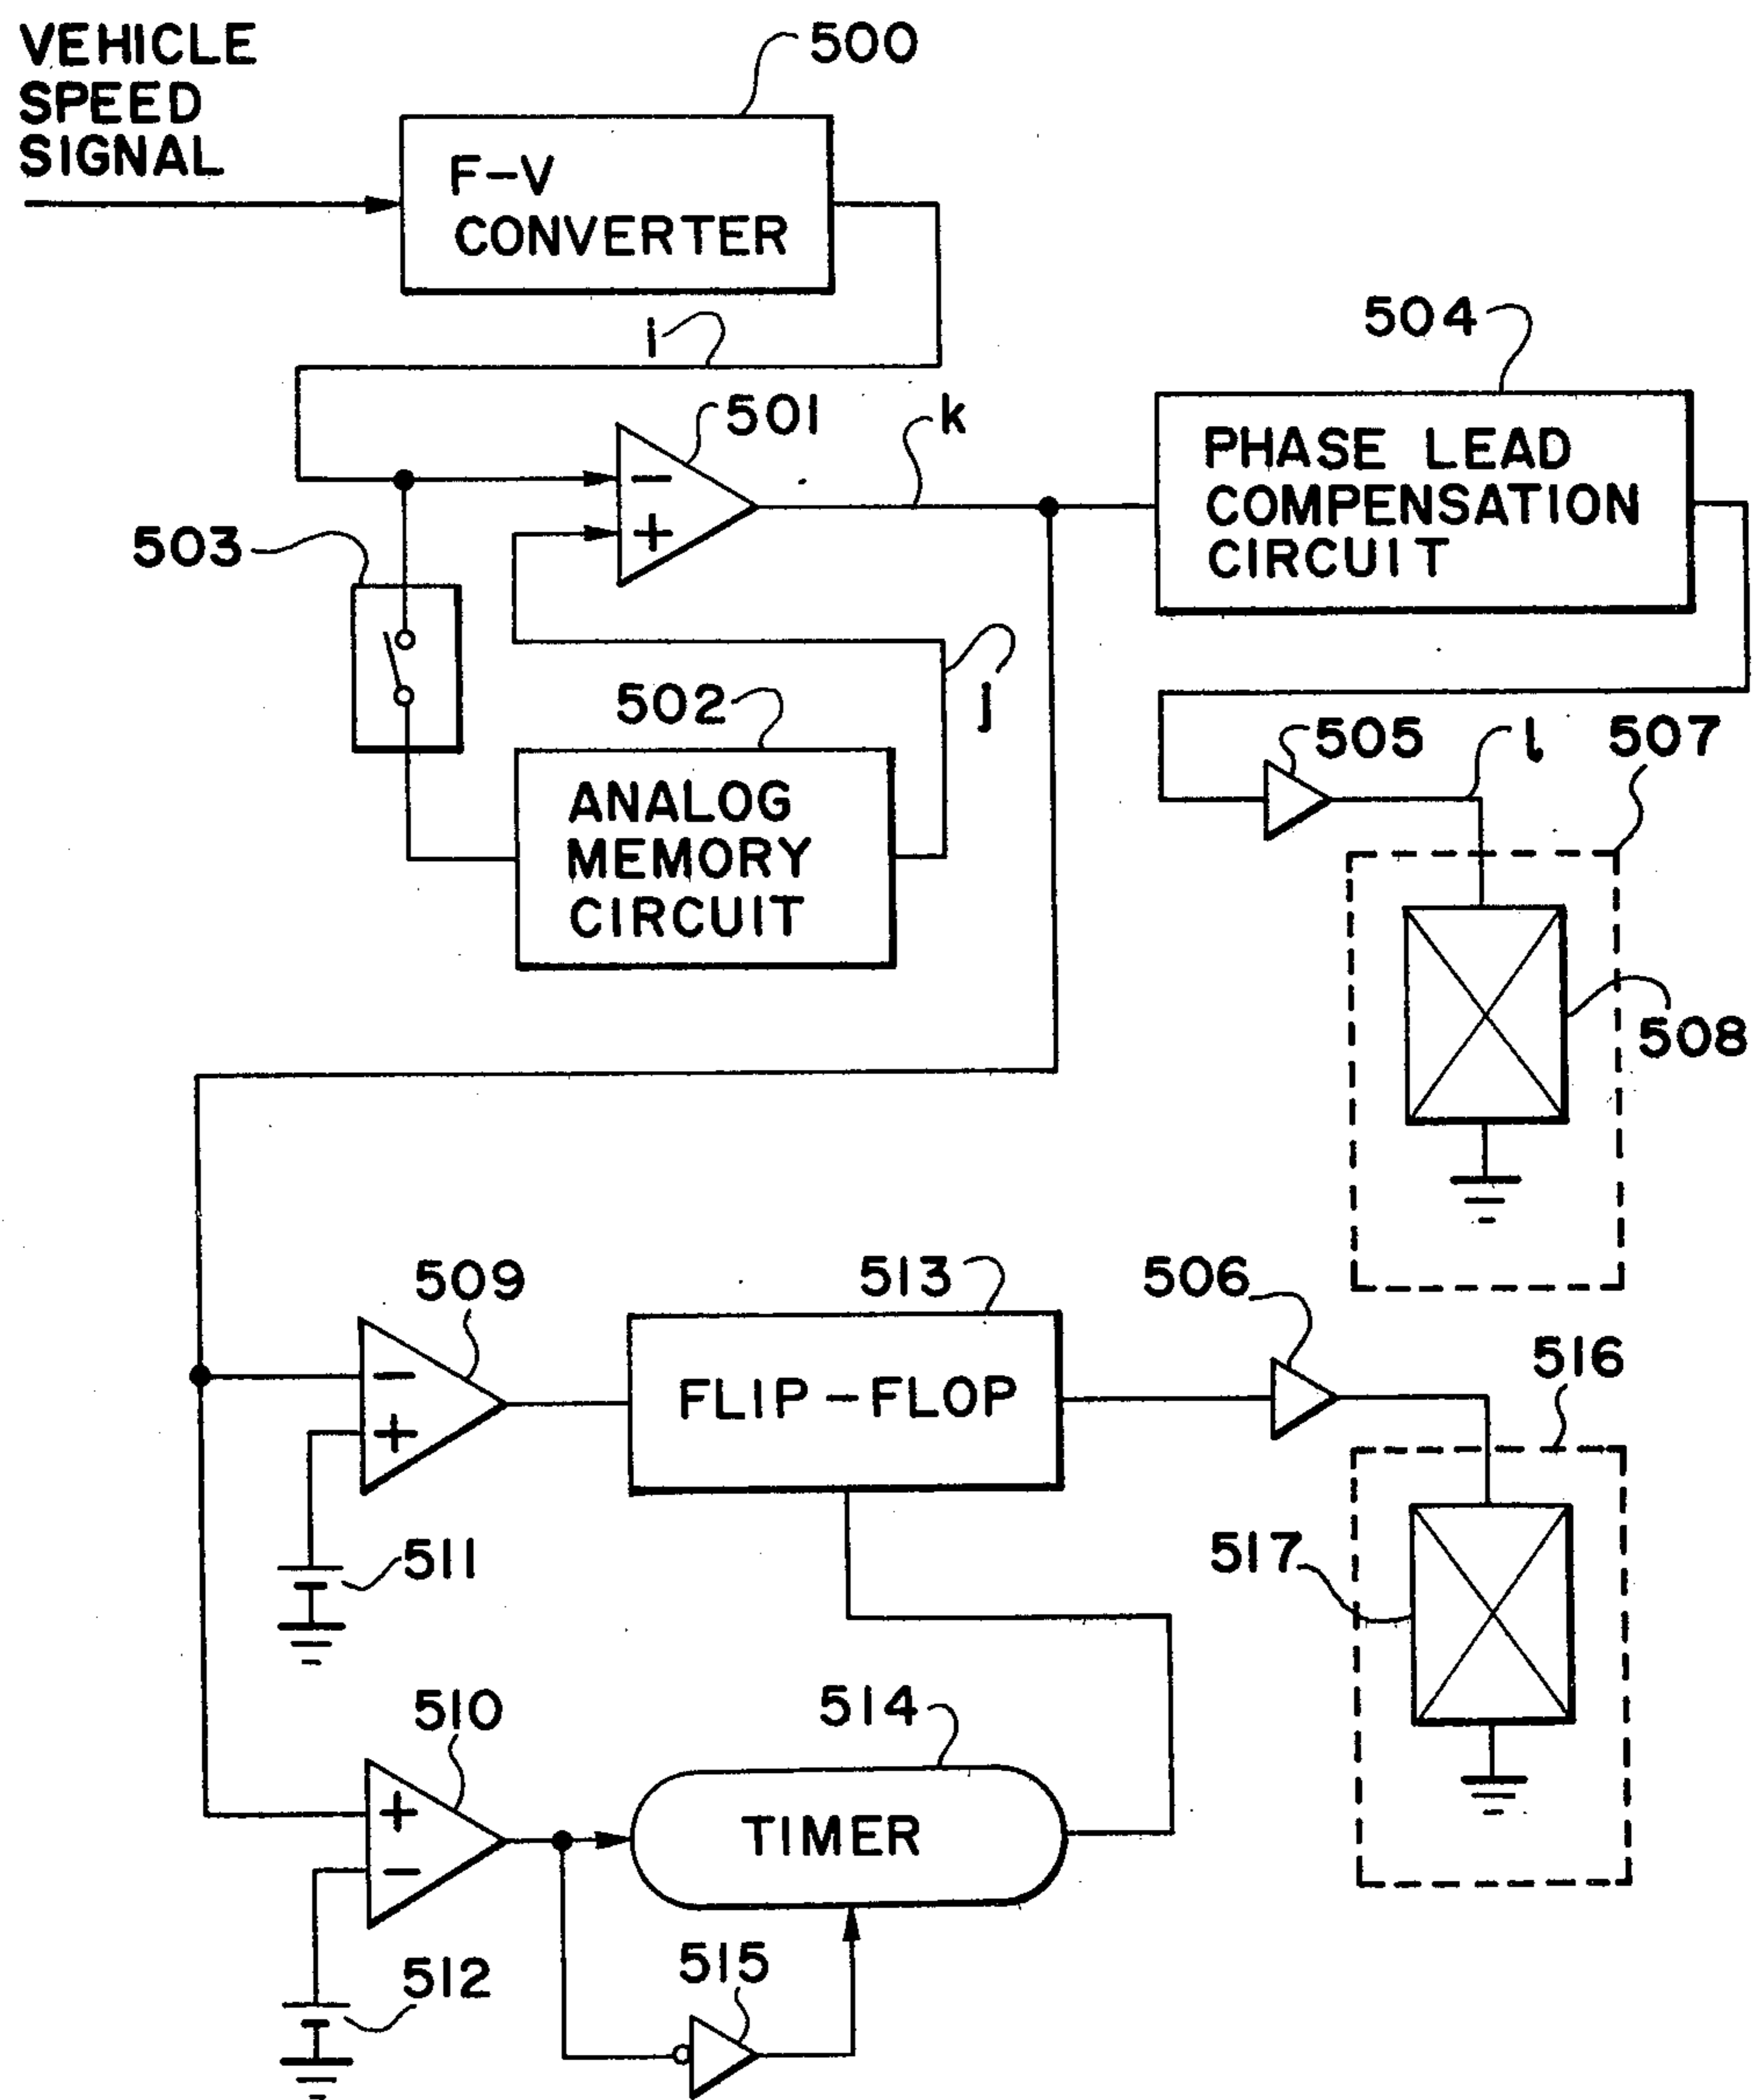 VEHICLE
SPEED
SIGNAL
500
F-V
CONVERTER
i
504
501
k
PHASE LEAD
COMPENSATION
CIRCUIT
-
+
503
j
502
505
l
507
ANALOG
MEMORY
CIRCUIT
508
509
513
506
516
-
+
FLIP-FLOP
511
517
510
514
+
-
TIMER
515
512